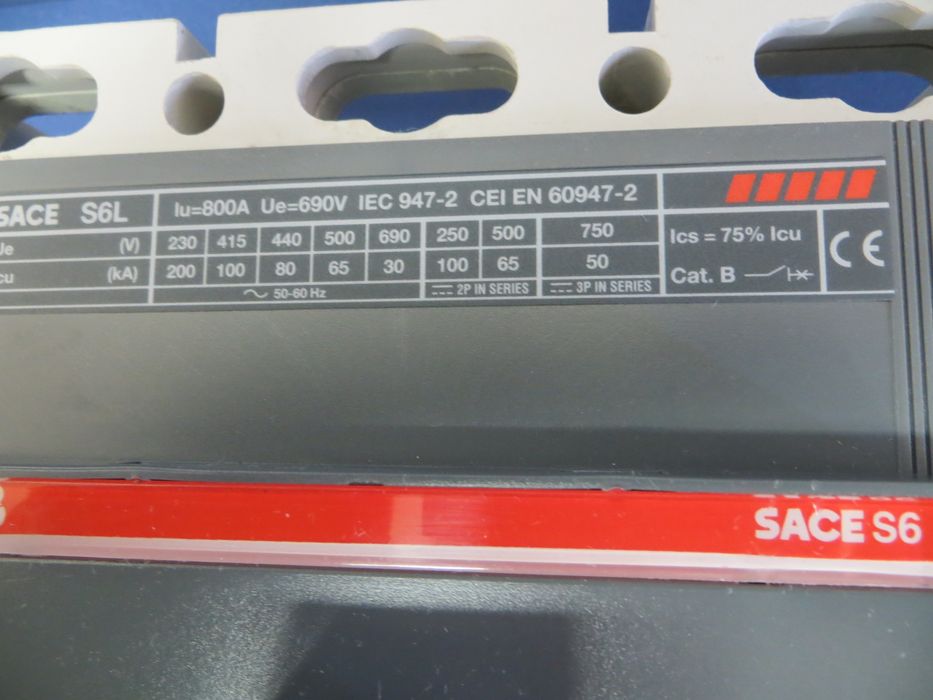 SACE S6L Iu=800A Ue=690V IEC 947-2 CEI EN 60947-2
Ue (V) 230 415 440 500 690 250 500 750
Icu (kA) 200 100 80 65 30 100 65 50
50-60 Hz 2P IN SERIES 3P IN SERIES
Ics = 75% Icu
Cat. B
CE
SACE S6